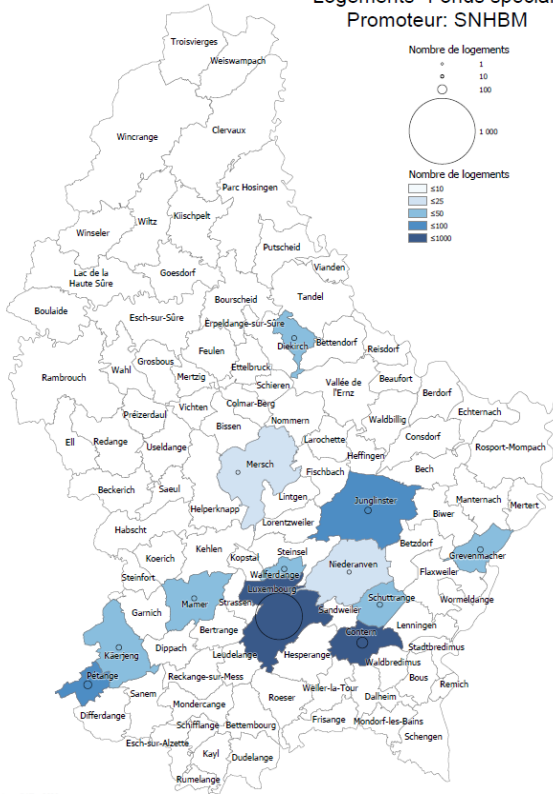 Logements "Fonds spécial"
Promoteur: SNHBM
Nombre de logements
1
10
100
1 000
Nombre de logements
≤10
≤25
≤50
≤100
≤1000
Troisvierges
Weiswampach
Wincrange
Clervaux
Parc Hosingen
Wiltz
Kiischpelt
Winseler
Putscheid
Lac de la
Haute Sûre
Goesdorf
Vianden
Tandel
Bourscheid
Boulaide
Esch-sur-Sûre
Erpeldange-sur-Sûre
Diekirch
Bettendorf
Reisdorf
Grosbous
Feulen
Wahl
Ettelbruck
Rambrouch
Mertzig
Schieren
Vallée de
l'Ernz
Beaufort
Berdorf
Vichten
Colmar-Berg
Préizerdaul
Nommern
Waldbillig
Echternach
Bissen
Larochette
Consdorf
Ell
Redange
Useldange
Heffingen
Rosport-Mompach
Mersch
Fischbach
Bech
Beckerich
Saeul
Lintgen
Junglinster
Manternach
Helperknapp
Mertert
Lorentzweiler
Biwer
Habscht
Koerich
Kehlen
Kopstal
Steinsel
Betzdorf
Grevenmacher
Steinfort
Walferdange
Niederanven
Flaxweiler
Mamer
Strassen
Luxembourg
Schuttrange
Wormeldange
Garnich
Sandweiler
Bertrange
Contern
Lenningen
Käerjeng
Dippach
Leudelange
Hesperange
Stadtbredimus
Waldbredimus
Pétange
Reckange-sur-Mess
Bous
Remich
Sanem
Roeser
Weiler-la-Tour
Dalheim
Differdange
Mondercange
Schifflange
Bettembourg
Frisange
Mondorf-les-Bains
Schengen
Esch-sur-Alzette
Kayl
Dudelange
Rumelange